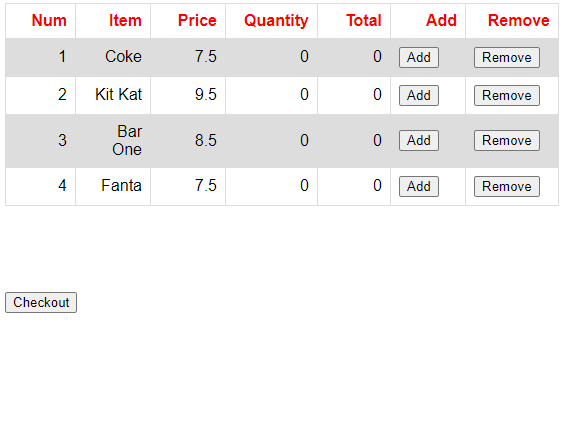 Num Item Price Quantity Total Add Remove
1 Coke 7.5 0 0 Add Remove
2 Kit Kat 9.5 0 0 Add Remove
3 Bar One 8.5 0 0 Add Remove
4 Fanta 7.5 0 0 Add Remove
Checkout